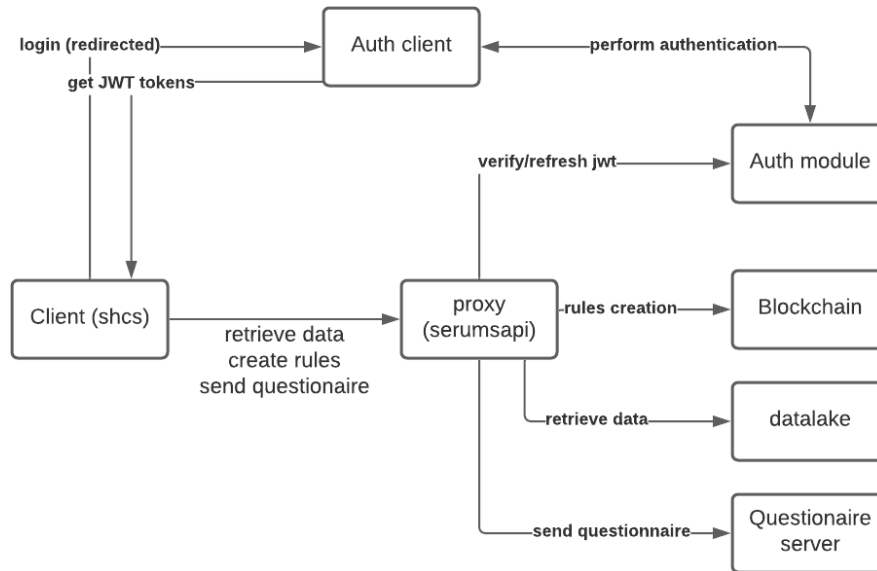 login (redirected)
Auth client
perform authentication
get JWT tokens
verify/refresh jwt
Auth module
Client (shcs)
retrieve data
create rules
send questionaire
proxy
(serumsapi)
rules creation
Blockchain
retrieve data
datalake
send questionnaire
Questionaire
server